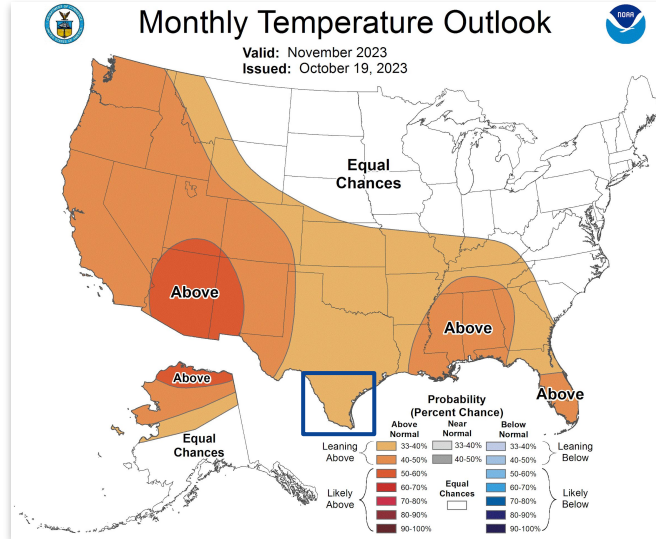 Monthly Temperature Outlook
NOAA
Valid: November 2023
Issued: October 19, 2023
Equal
Chances
Above
Above
Above
Above
Equal
Chances
Probability
(Percent Chance)
Above
Normal
Near
Normal
Below
Normal
Leaning
Above
33-40%
33-40%
33-40%
Leaning
Below
40-50%
40-50%
40-50%
50-60%
50-60%
Likely
Above
60-70%
Equal
Chances
60-70%
Likely
Below
70-80%
70-80%
80-90%
80-90%
90-100%
90-100%